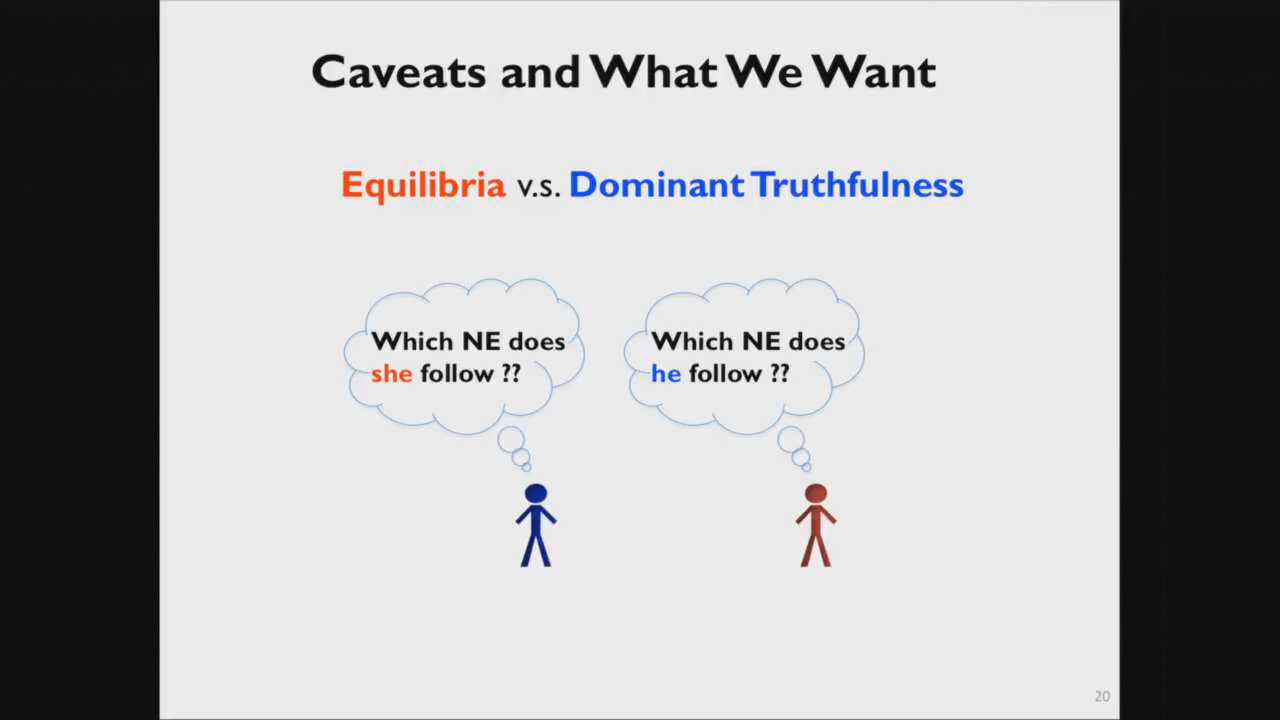 Caveats and What We Want
Equilibria v.s. Dominant Truthfulness
Which NE does
she follow ??
Which NE does
he follow ??
20